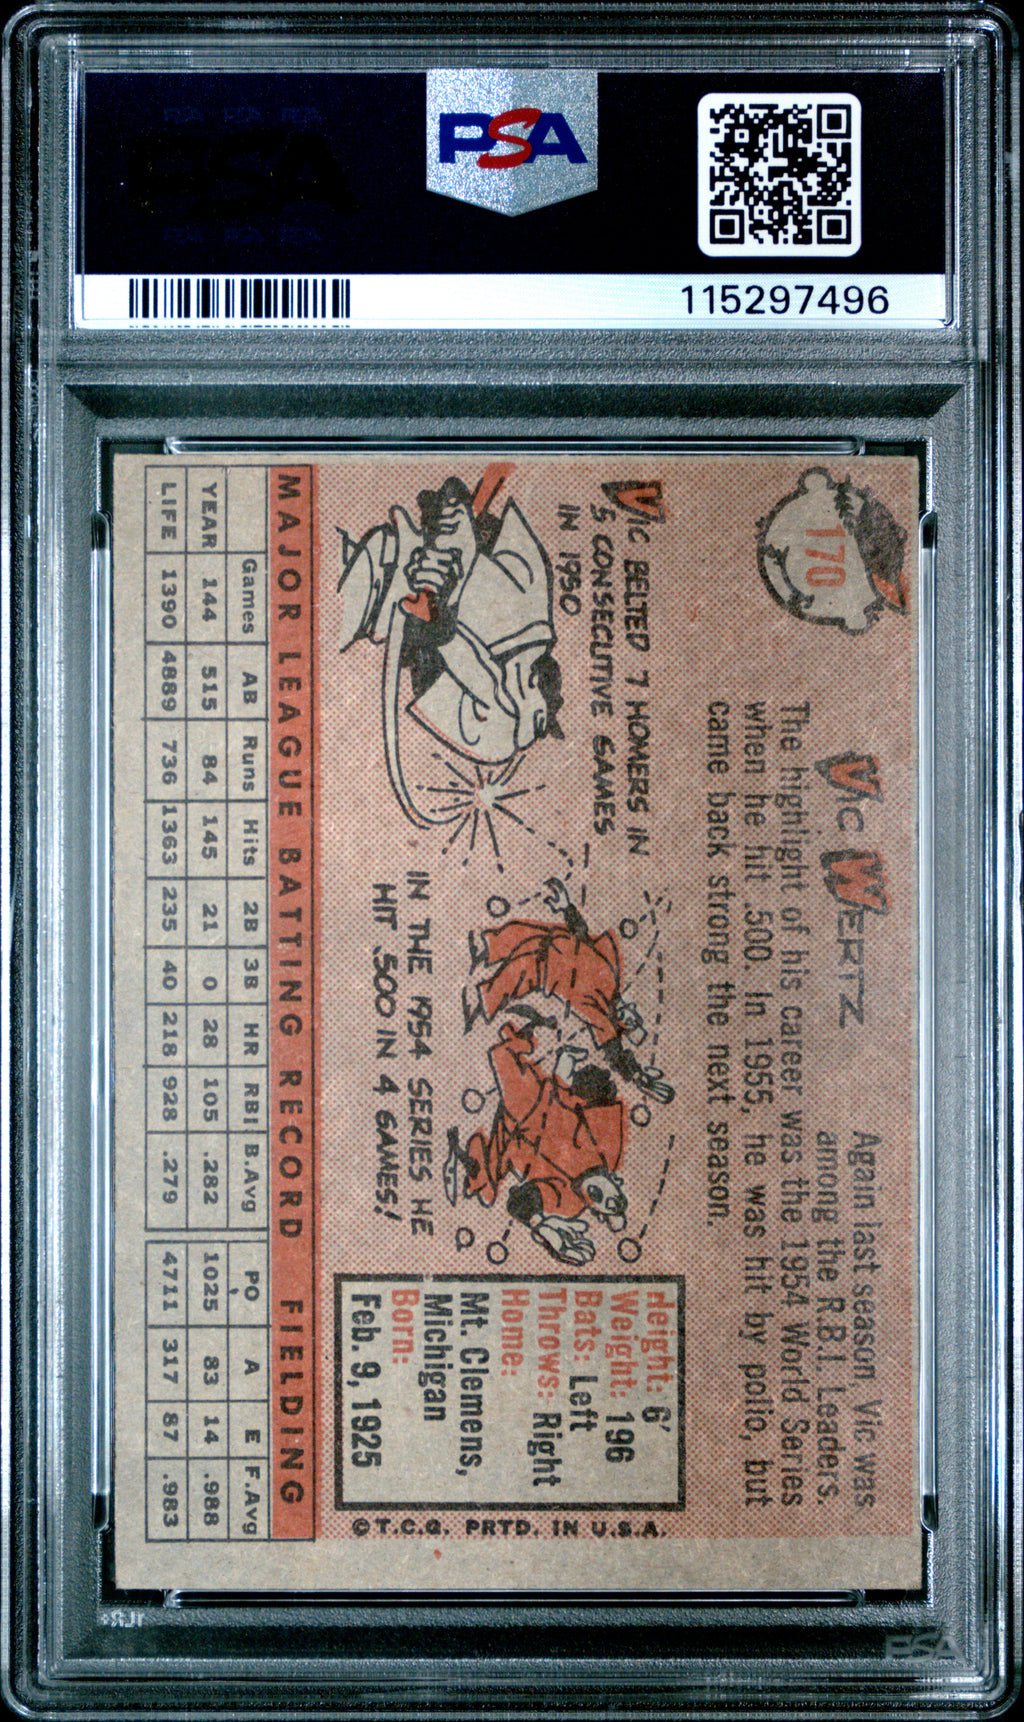 PSA
115297496
170
VIC WERTZ
Again last season, Vic was
among the R.B.I. Leaders.
The highlight of his career was the 1954 World Series
when he hit .500. In 1955, he was hit by polio, but
came back strong the next season.
VIC BELTED 7 HOMERS IN
5 CONSECUTIVE GAMES
IN 1950
IN THE 1954 SERIES HE
HIT .500 IN 4 GAMES!
Height: 6'
Weight: 196
Bats: Left
Throws: Right
Home:
Mt. Clemens,
Michigan
Born:
Feb. 9, 1925
© T.C.G. PRTD. IN U.S.A.
MAJOR LEAGUE BATTING RECORD FIELDING
Games AB Runs Hits 2B 3B HR RBI B.Avg PO A E F.Avg
YEAR 144 515 84 145 21 0 28 105 .282 1025 83 14 .988
LIFE 1390 4889 736 1363 235 40 218 928 .279 4711 317 87 .983
PSA